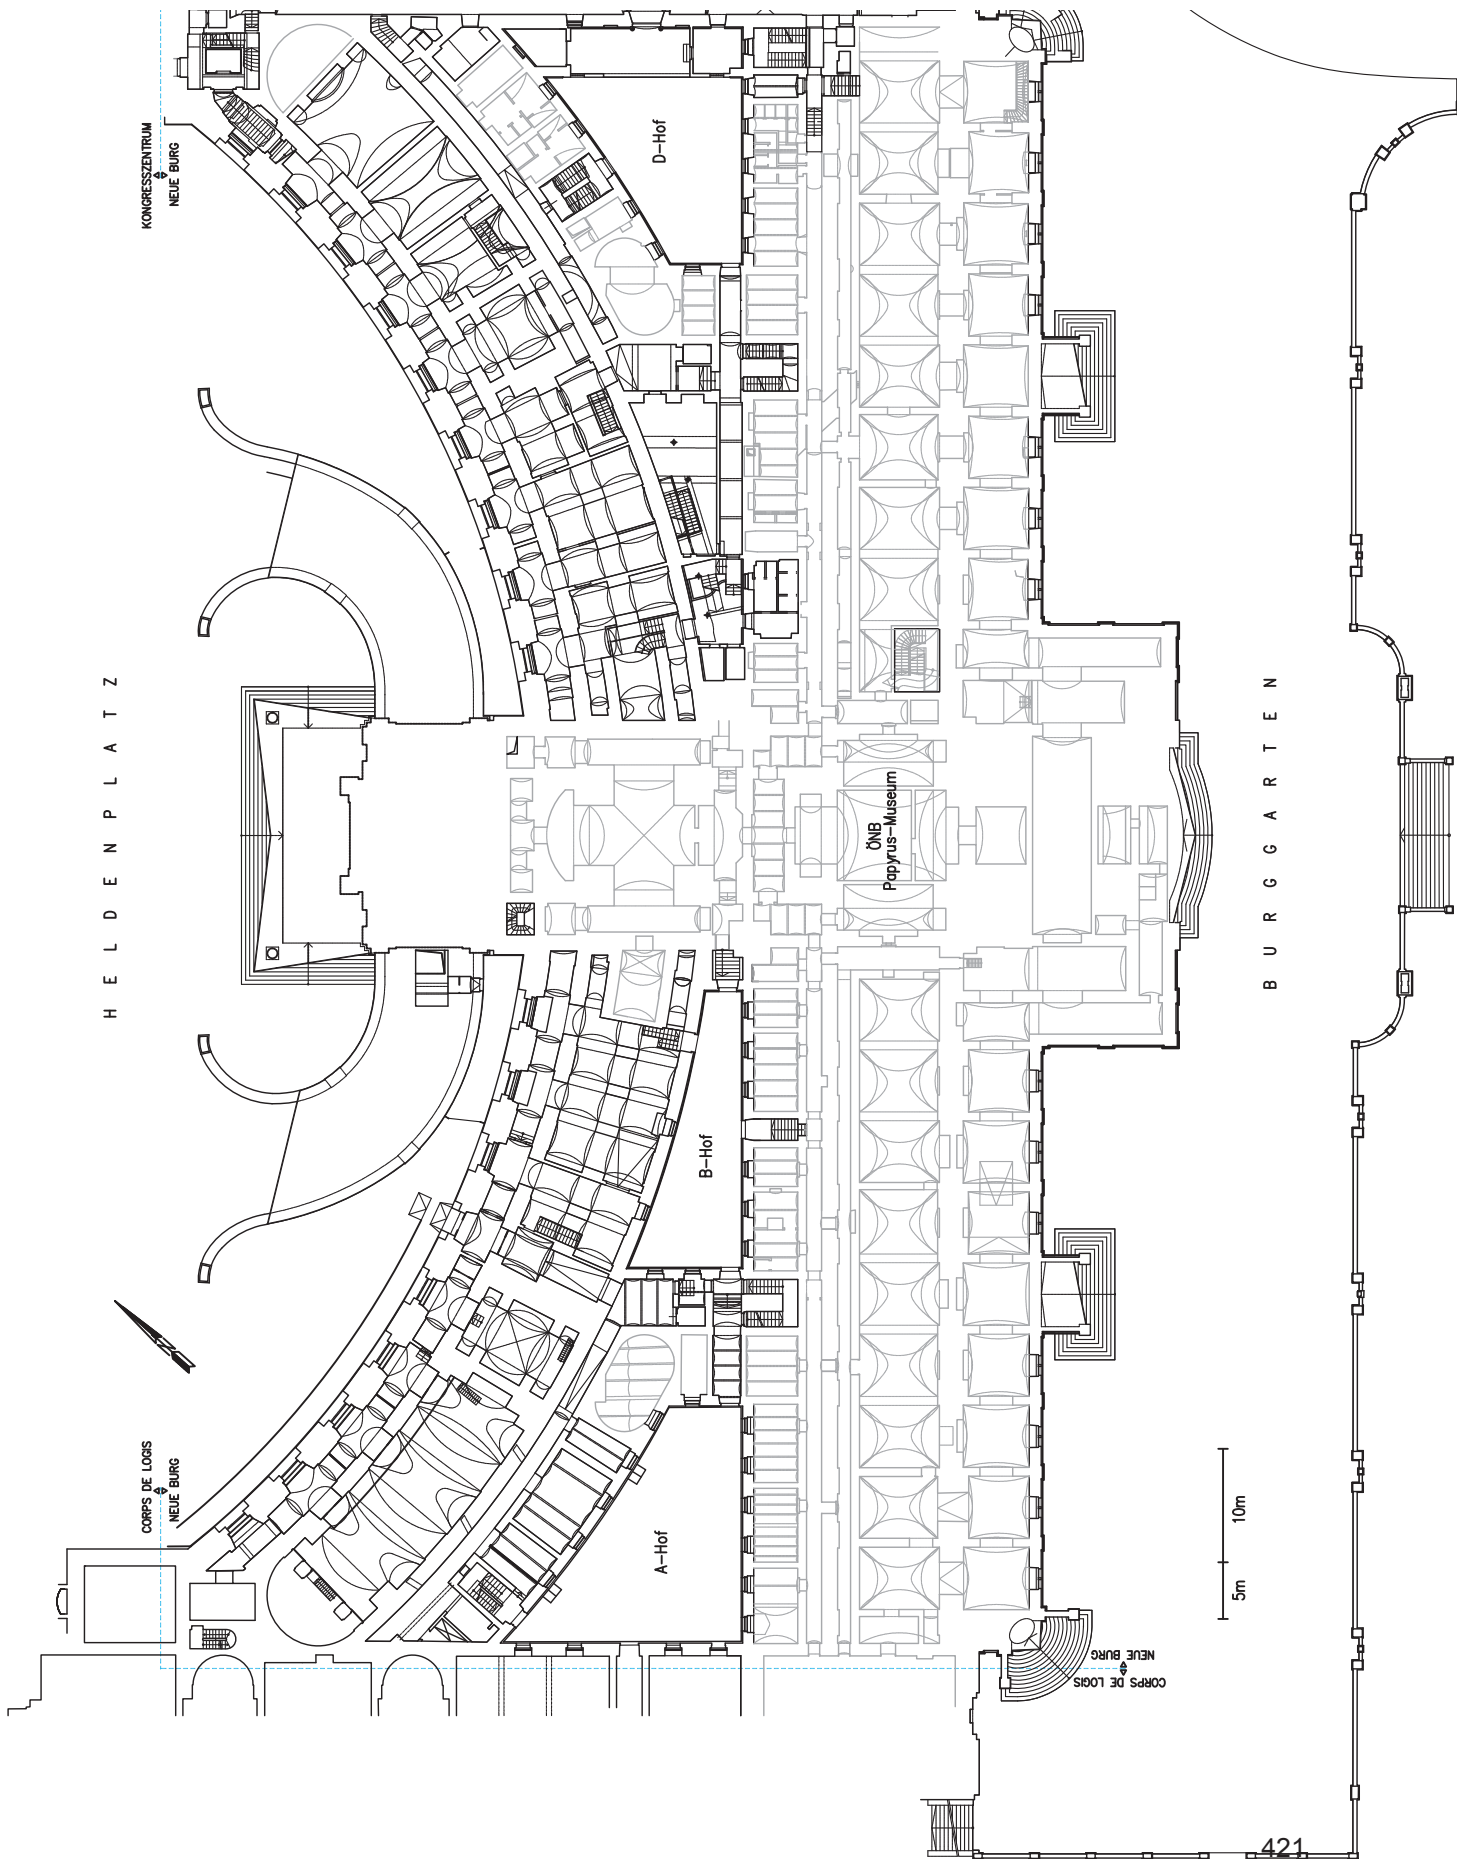 KONGRESSZENTRUM
NEUE BURG
D-Hof
HELDENPLATZ
ÖNB
Papyrus-Museum
BURGGARTEN
B-Hof
CORPS DE LOGIS
NEUE BURG
A-Hof
5m
10m
NEUE BURG
CORPS DE LOGIS
421